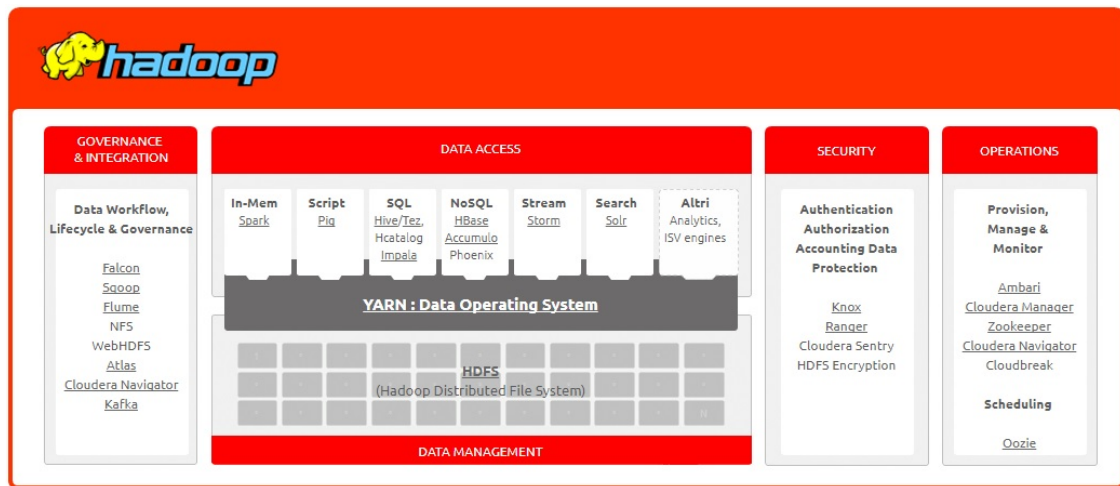 hadoop
GOVERNANCE
& INTEGRATION
Data Workflow,
Lifecycle & Governance
Falcon
Sqoop
Flume
NFS
WebHDFS
Atlas
Cloudera Navigator
Kafka
DATA ACCESS
In-Mem
Spark
Script
Pig
SQL
Hive/Tez,
Hcatalog
Impala
NoSQL
HBase
Accumulo
Phoenix
Stream
Storm
Search
Solr
Altri
Analytics,
ISV engines
YARN : Data Operating System
HDFS
(Hadoop Distributed File System)
N
DATA MANAGEMENT
SECURITY
Authentication
Authorization
Accounting Data
Protection
Knox
Ranger
Cloudera Sentry
HDFS Encryption
OPERATIONS
Provision,
Manage &
Monitor
Ambari
Cloudera Manager
Zookeeper
Cloudera Navigator
Cloudbreak
Scheduling
Oozie